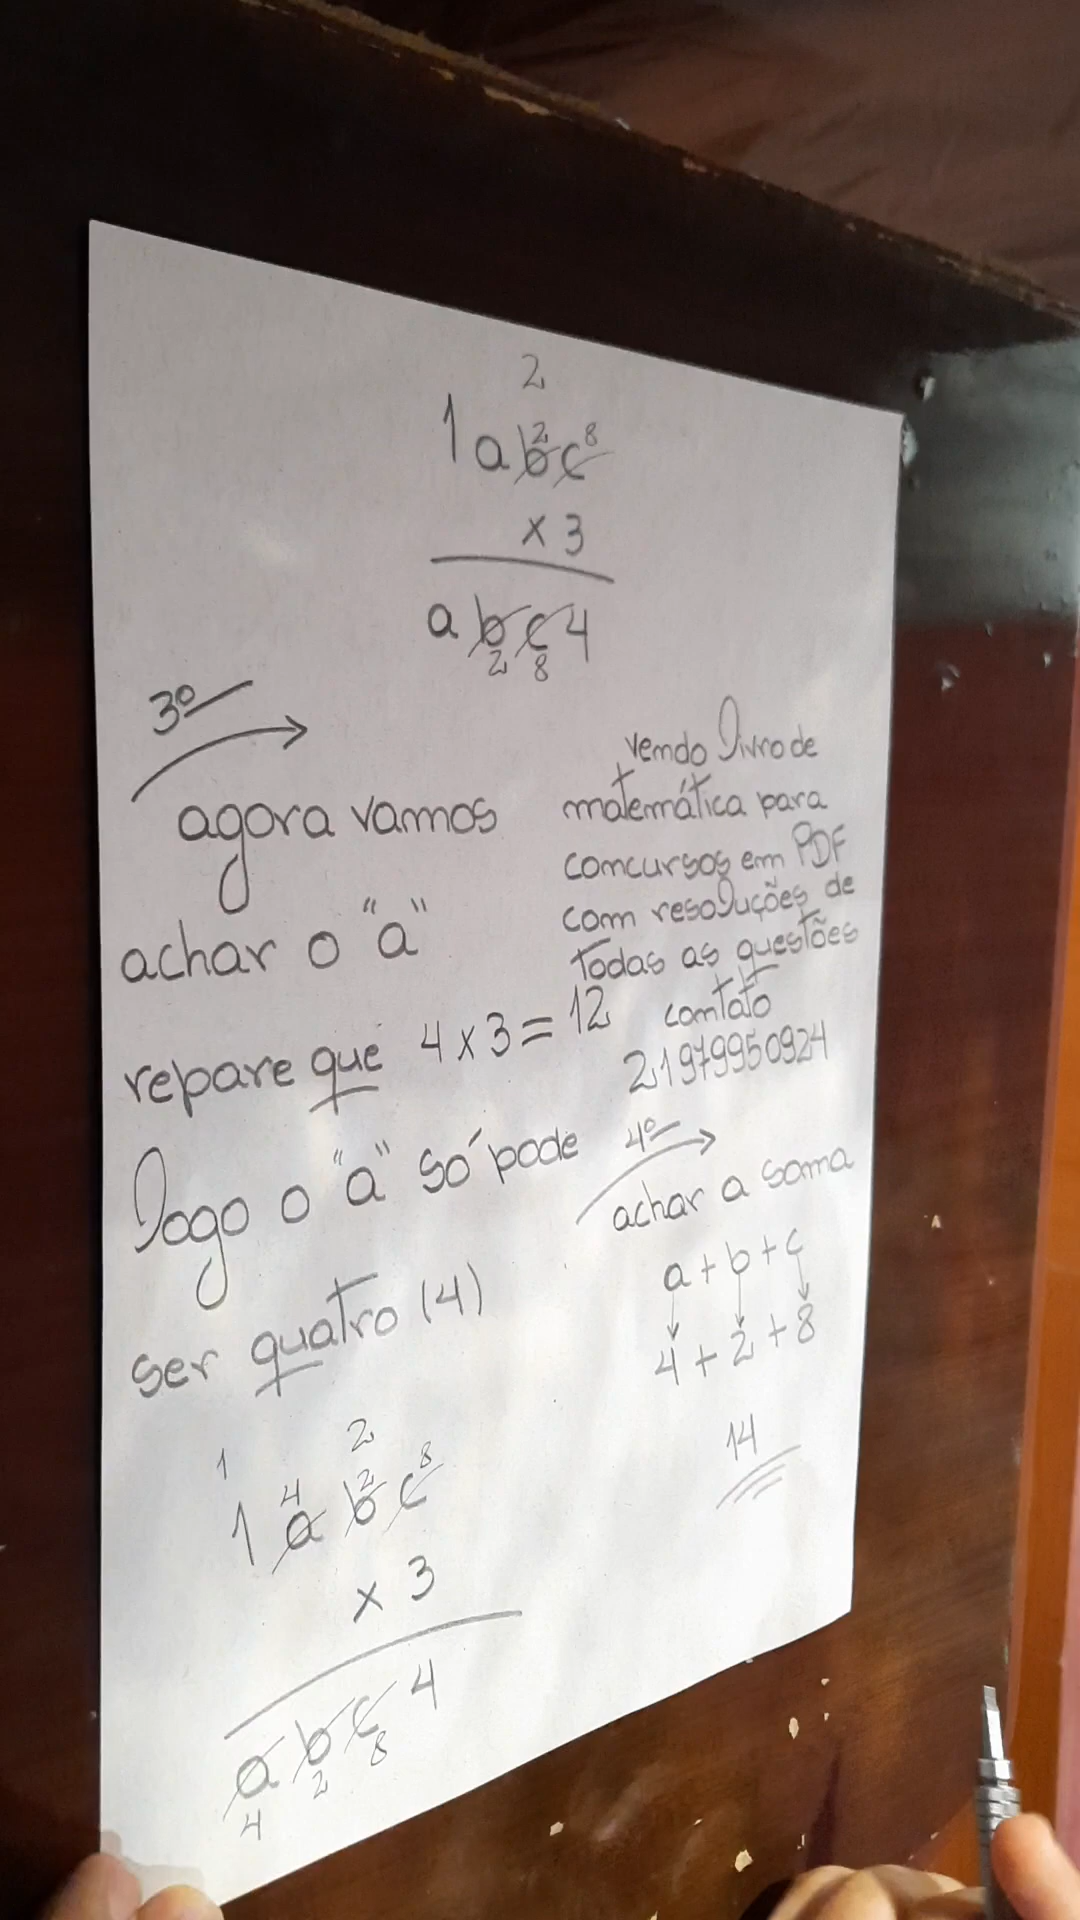 2
1 a b c
2 8
x 3
a b c 4
2 8
3º
agora vamos
achar o "a"
repare que 4 x 3 = 12
logo o "a" só pode
ser quatro (4)
1 2
4 2 8
1 a b c
x 3
a b c 4
4 2 8
vendo livro de
matemática para
concursos em PDF
com resoluções de
todas as questões
contato
21979950924
4º
achar a soma
a + b + c
4 + 2 + 8
14